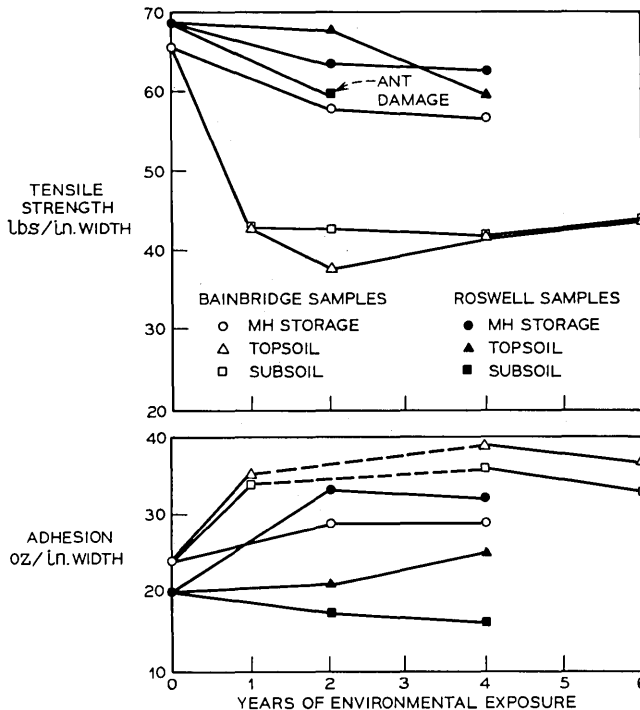 70
60
50
40
30
20
TENSILE
STRENGTH
lbs/in. WIDTH
ANT
DAMAGE
BAINBRIDGE SAMPLES
MH STORAGE
TOPSOIL
SUBSOIL
ROSWELL SAMPLES
MH STORAGE
TOPSOIL
SUBSOIL
40
30
20
10
ADHESION
OZ/in. WIDTH
0 1 2 3 4 5 6
YEARS OF ENVIRONMENTAL EXPOSURE